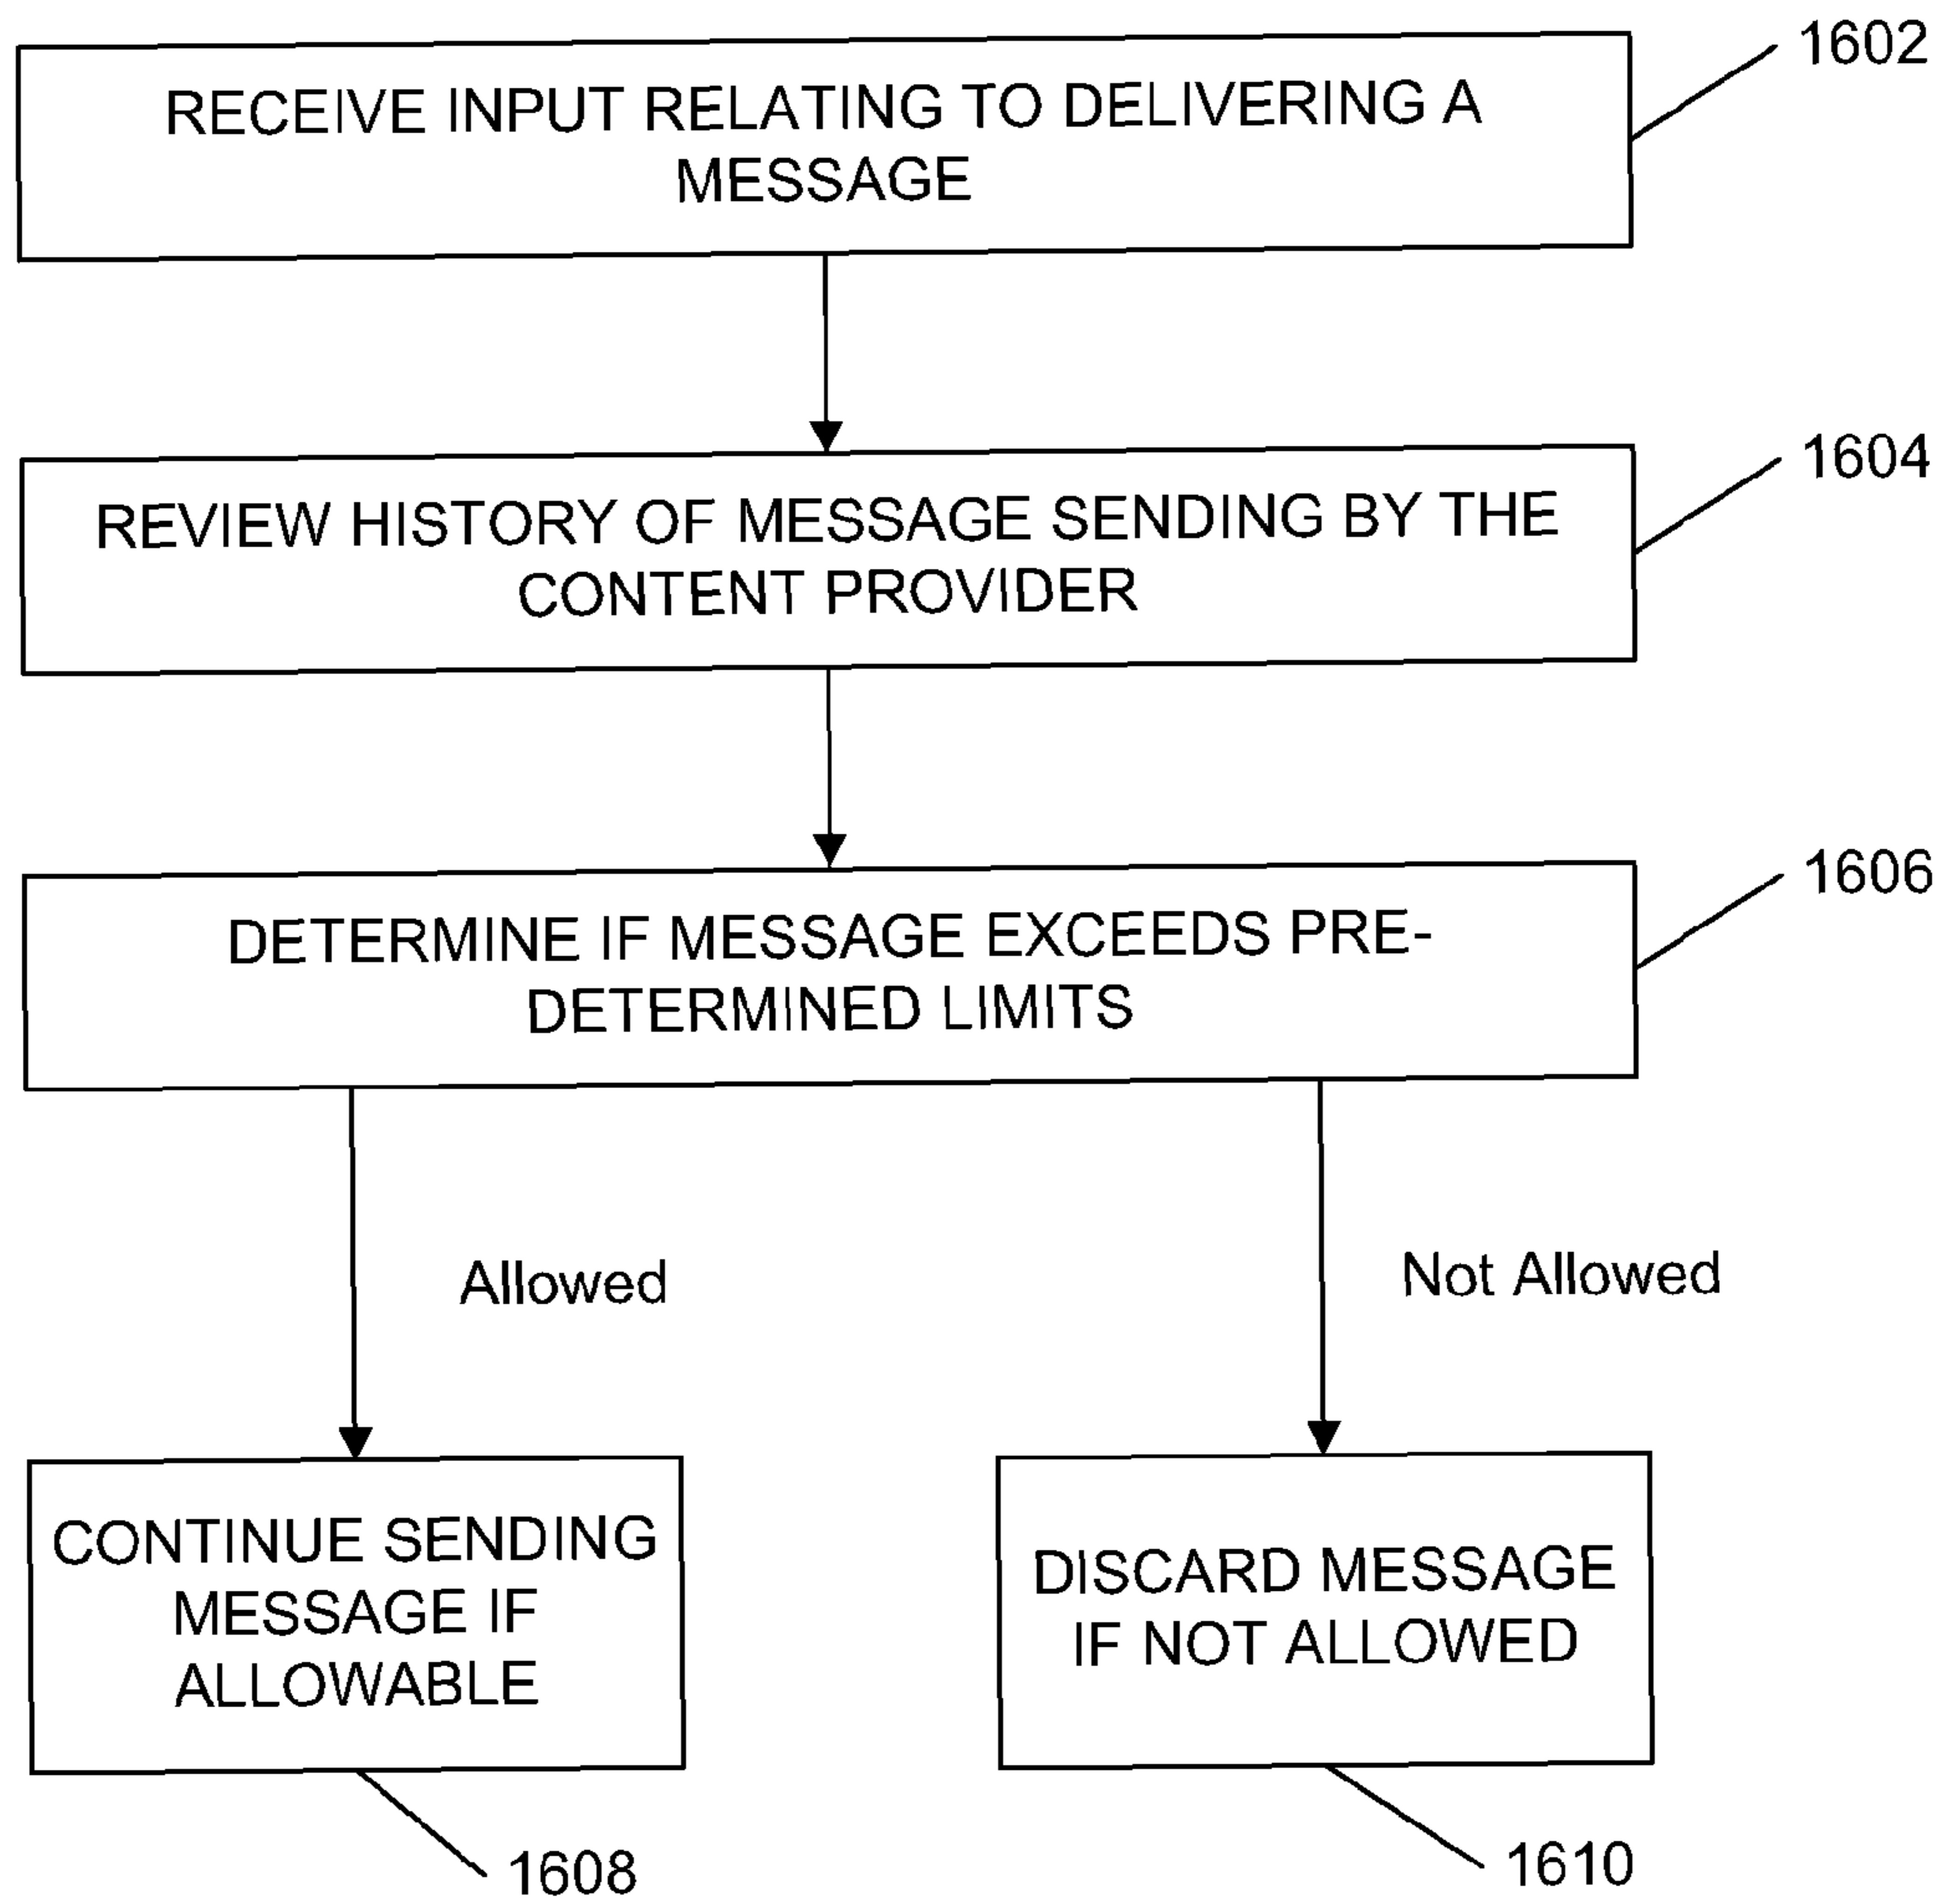 1602
RECEIVE INPUT RELATING TO DELIVERING A
MESSAGE
1604
REVIEW HISTORY OF MESSAGE SENDING BY THE
CONTENT PROVIDER
1606
DETERMINE IF MESSAGE EXCEEDS PRE-
DETERMINED LIMITS
Allowed
Not Allowed
CONTINUE SENDING
MESSAGE IF
ALLOWABLE
DISCARD MESSAGE
IF NOT ALLOWED
1608
1610